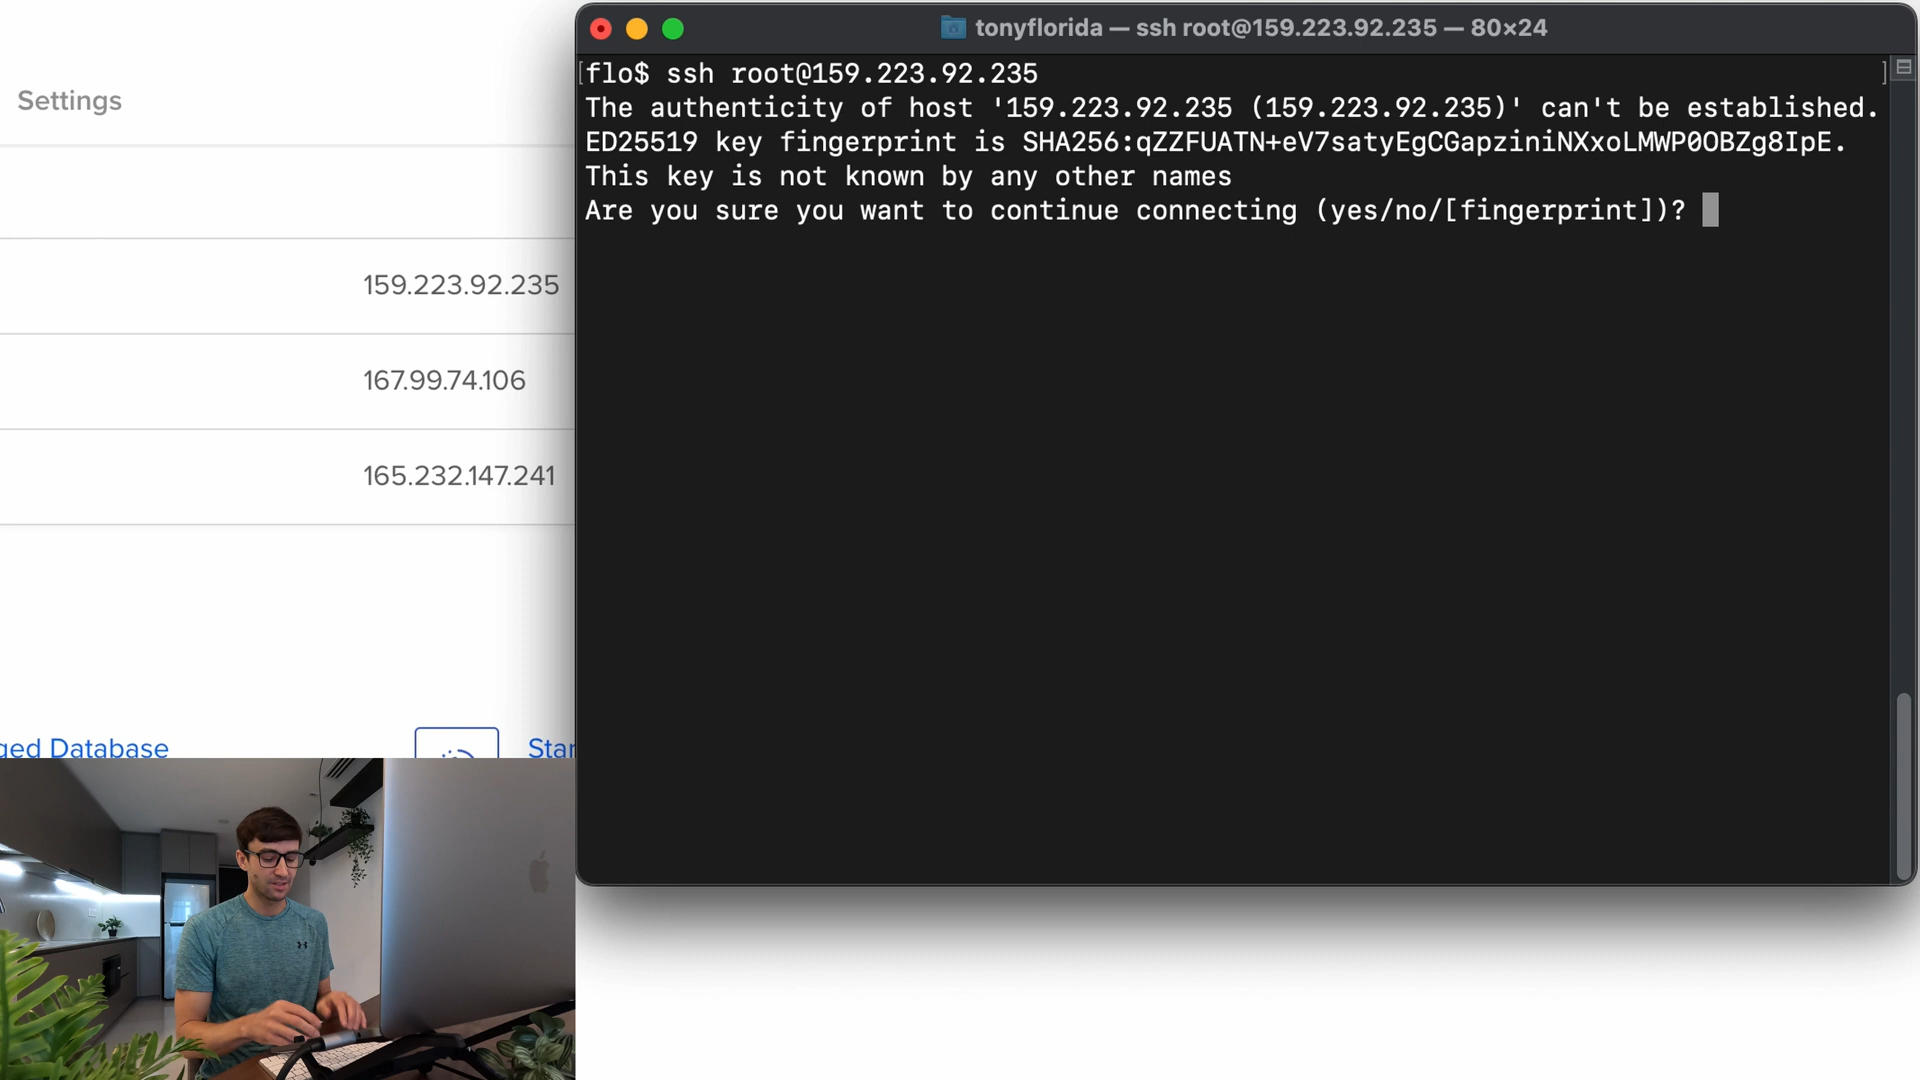 Settings
159.223.92.235
167.99.74.106
165.232.147.241
ged Database
Star
tonyflorida — ssh root@159.223.92.235 — 80×24
[flo$ ssh root@159.223.92.235 ]
The authenticity of host '159.223.92.235 (159.223.92.235)' can't be established.
ED25519 key fingerprint is SHA256:qZZFUATN+eV7satyEgCGapziniNXxoLMWP0OBZg8IpE.
This key is not known by any other names
Are you sure you want to continue connecting (yes/no/[fingerprint])?